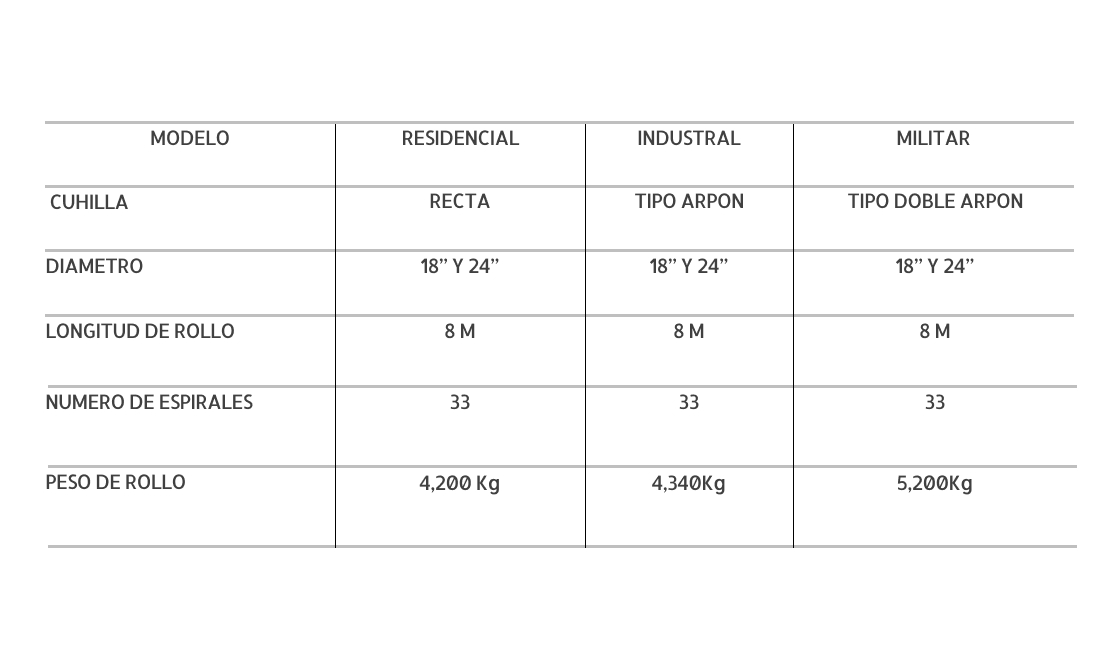 MODELO RESIDENCIAL INDUSTRAL MILITAR
CUHILLA RECTA TIPO ARPON TIPO DOBLE ARPON
DIAMETRO 18” Y 24” 18” Y 24” 18” Y 24”
LONGITUD DE ROLLO 8 M 8 M 8 M
NUMERO DE ESPIRALES 33 33 33
PESO DE ROLLO 4,200 Kg 4,340Kg 5,200Kg